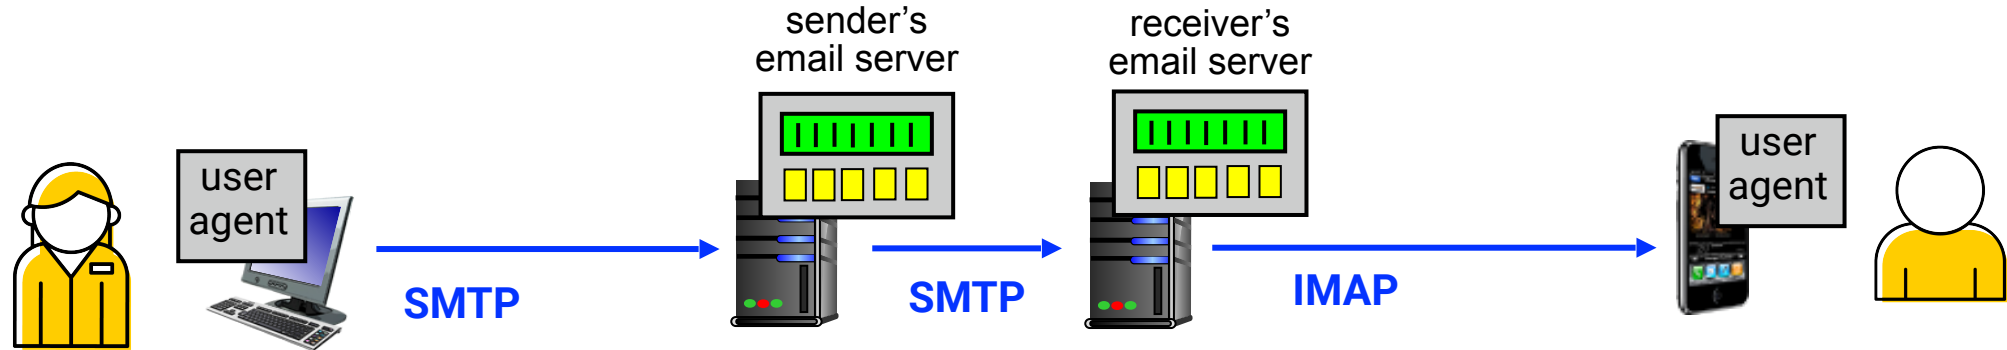 sender's
email server
receiver's
email server
user
agent
user
agent
SMTP
SMTP
IMAP